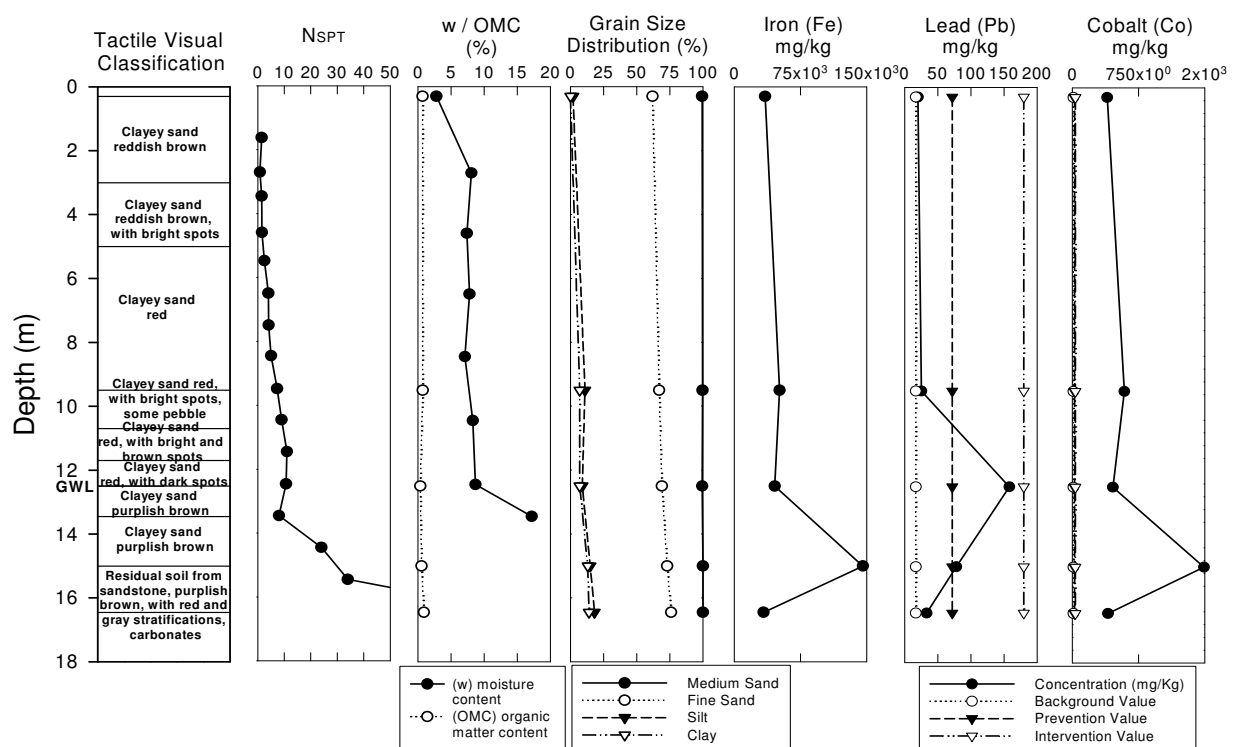 Tactile Visual
Classification
NSPT
w / OMC
(%)
Grain Size
Distribution (%)
Iron (Fe)
mg/kg
Lead (Pb)
mg/kg
Cobalt (Co)
mg/kg
0 10 20 30 40 50
0 5 10 15 20
0 25 50 75 100
0 75x10³ 150x10³
50 100 150 200
0 750x10⁰ 2x10³
Depth (m)
0
2
4
6
8
10
12
GWL
14
16
18
Clayey sand
reddish brown
Clayey sand
reddish brown,
with bright spots
Clayey sand
red
Clayey sand red,
with bright spots,
some pebble
Clayey sand
red, with bright and
brown spots
Clayey sand
red, with dark spots
Clayey sand
purplish brown
Clayey sand
purplish brown
Residual soil from
sandstone, purplish
brown, with red and
gray stratifications,
carbonates
(w) moisture
content
(OMC) organic
matter content
Medium Sand
Fine Sand
Silt
Clay
Concentration (mg/Kg)
Background Value
Prevention Value
Intervention Value